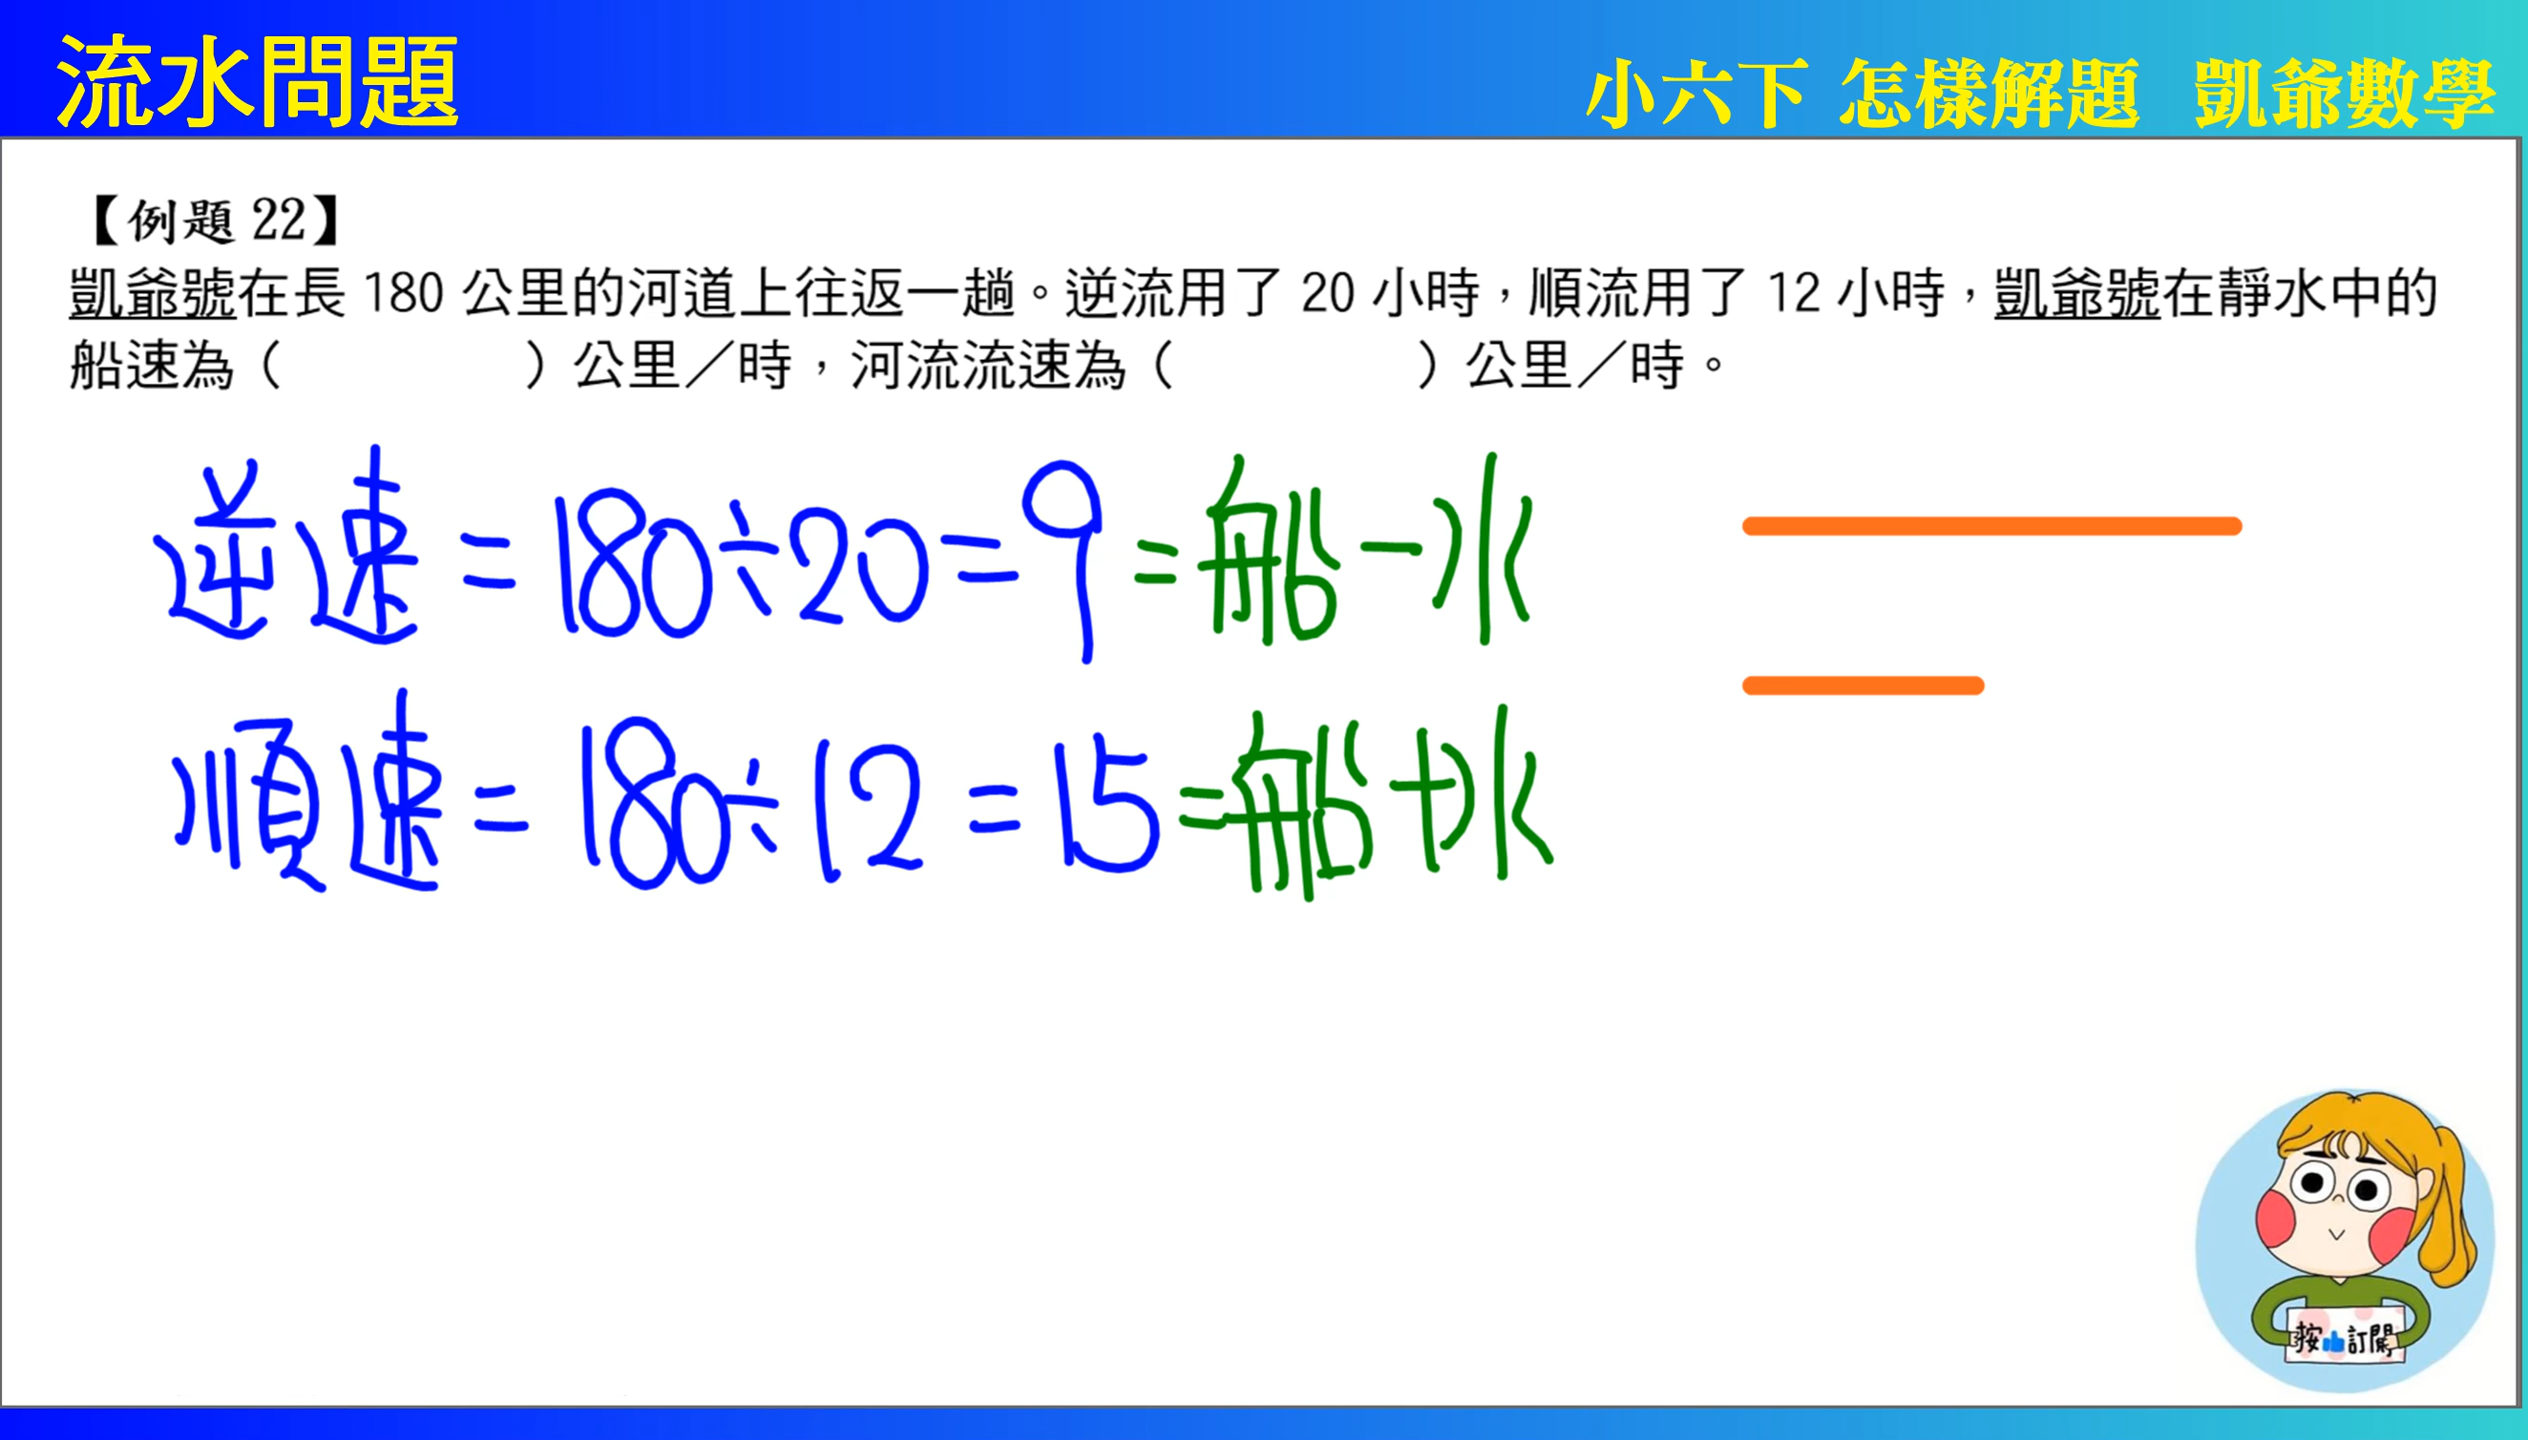 流水問題
小六下 怎樣解題 凱爺數學
【例題 22】
凱爺號在長 180 公里的河道上往返一趟。逆流用了 20 小時，順流用了 12 小時，凱爺號在靜水中的
船速為（ ）公里／時，河流流速為（ ）公里／時。
逆速=180÷20=9=船-水
順速=180÷12=15=船+水
按訂閱